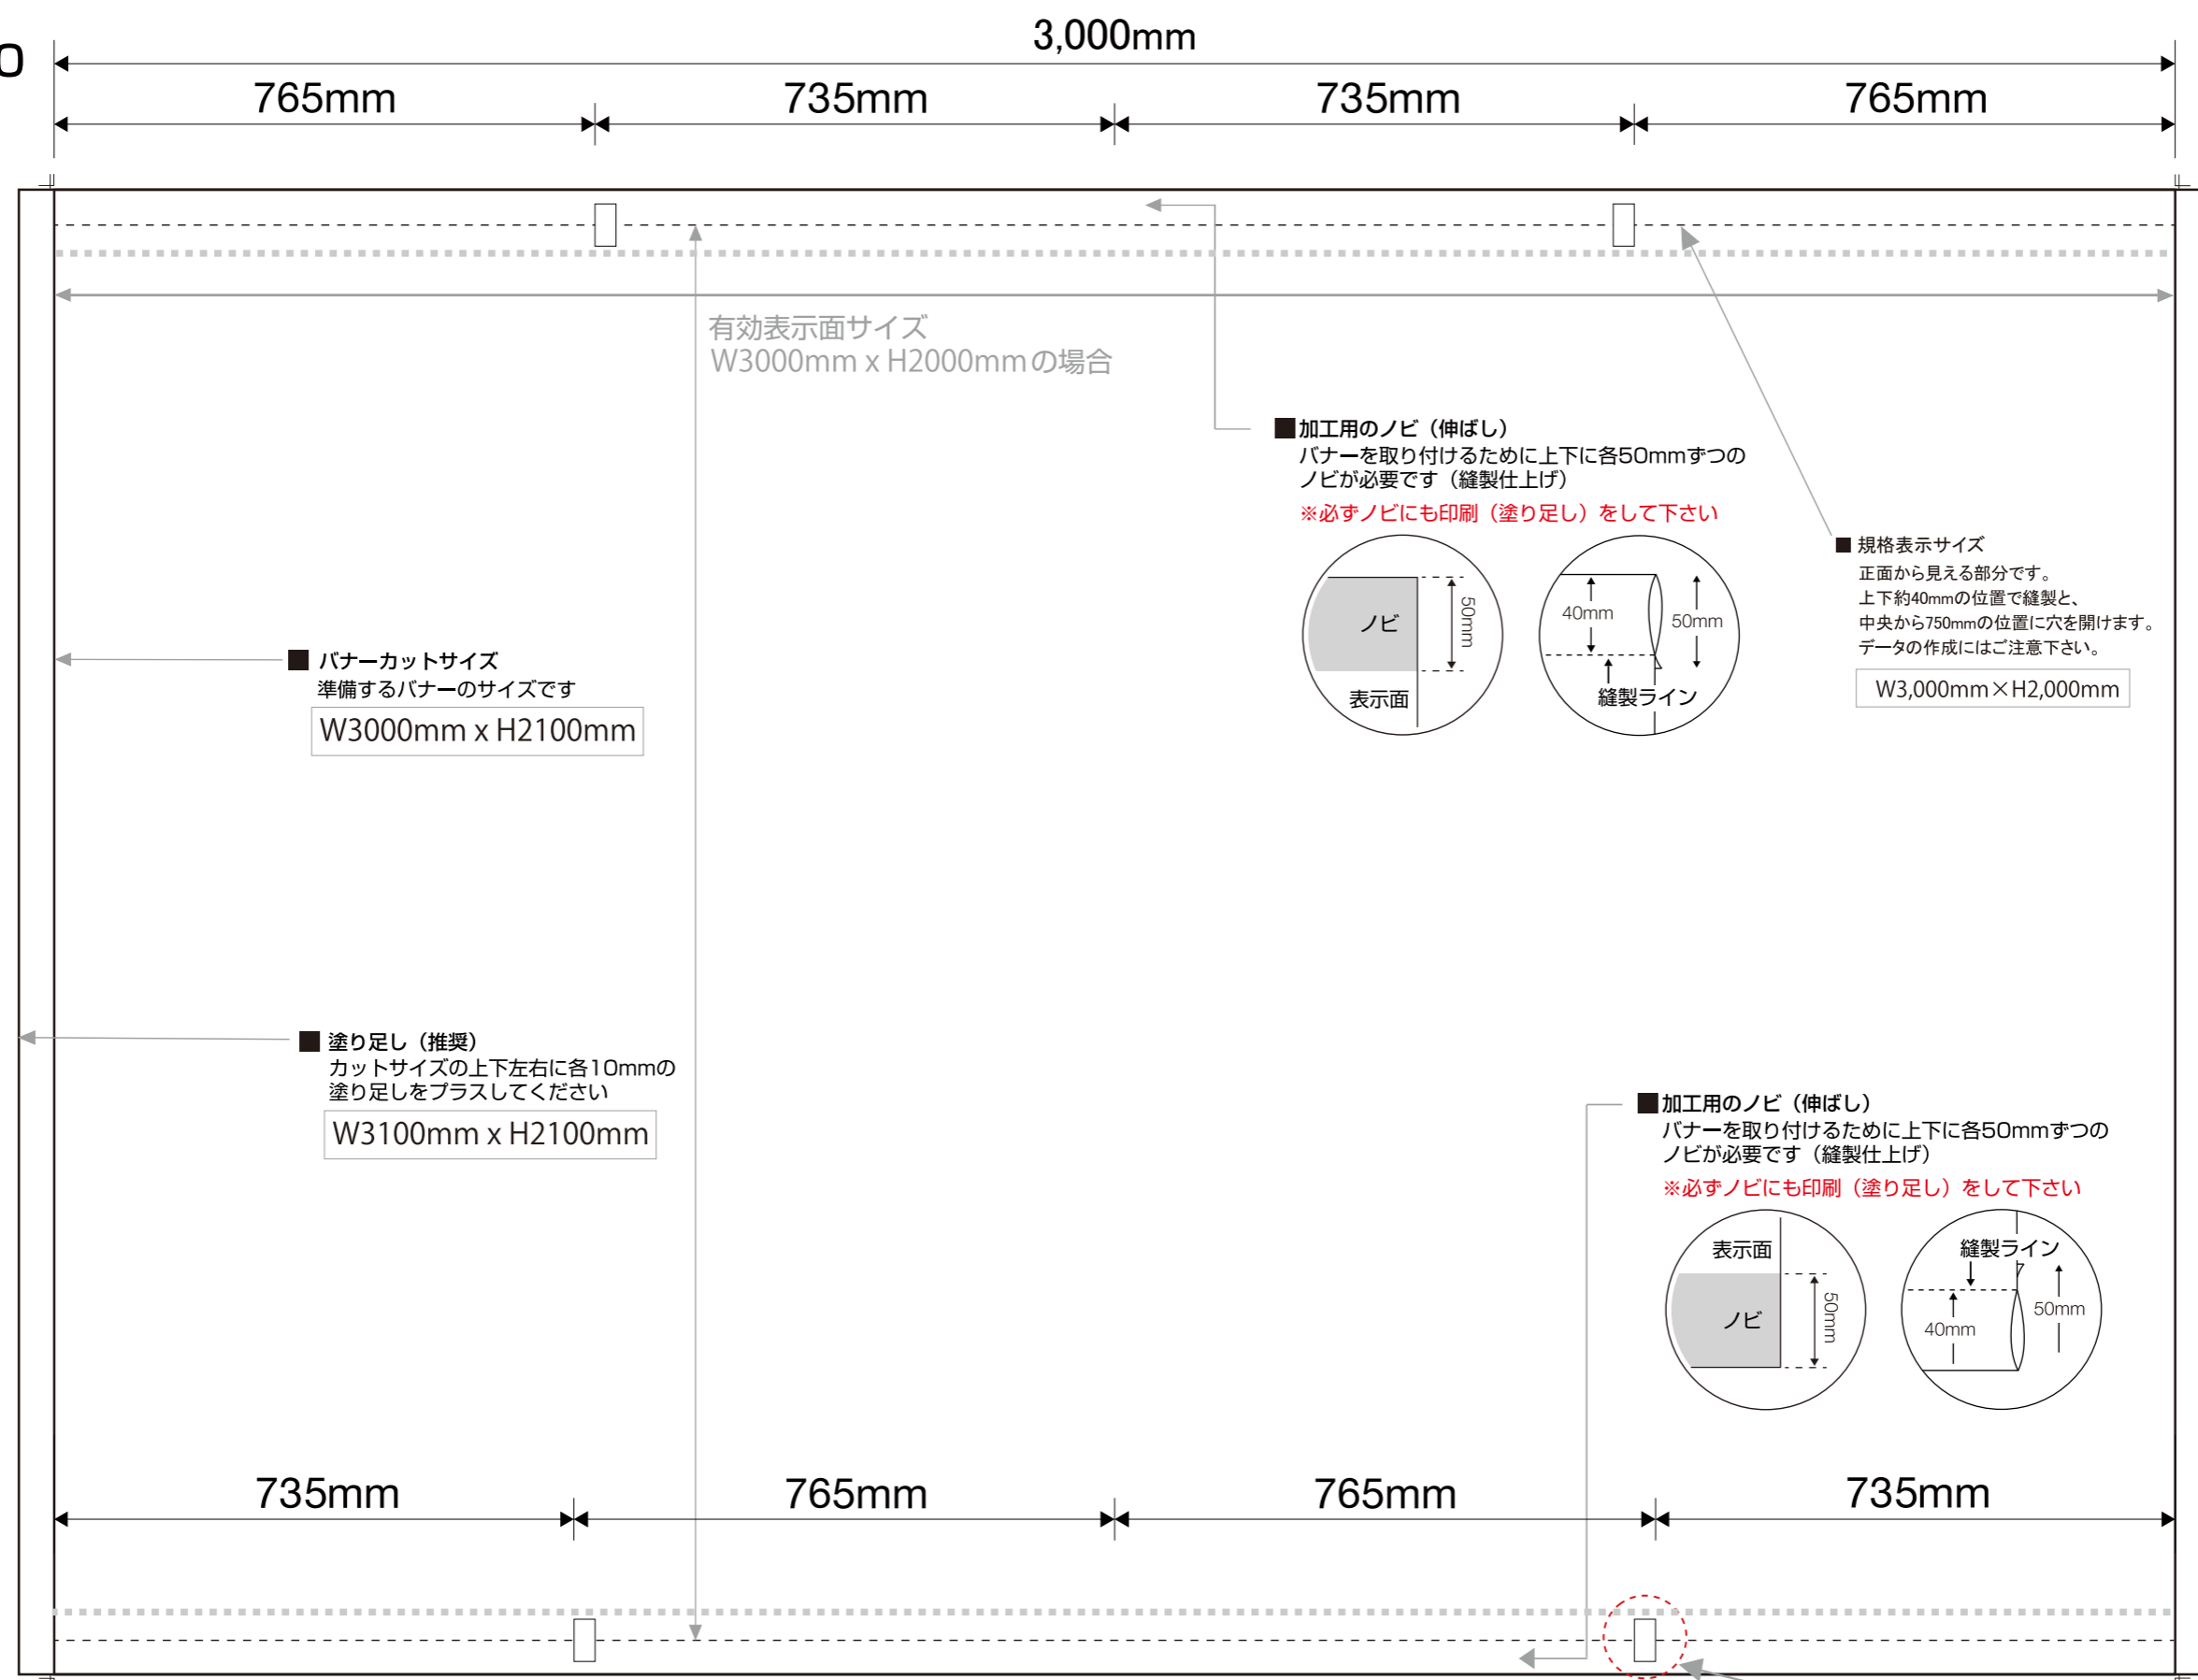 3,000mm
765mm
735mm
735mm
765mm
有効表示面サイズ
W3000mm x H2000mmの場合
■加工用のノビ（伸ばし）
バナーを取り付けるために上下に各50mmずつの
ノビが必要です（縫製仕上げ）
※必ずノビにも印刷（塗り足し）をして下さい
ノビ
50mm
表示面
40mm
50mm
縫製ライン
■ 規格表示サイズ
正面から見える部分です。
上下約40mmの位置で縫製と、
中央から750mmの位置に穴を開けます。
データの作成にはご注意下さい。
W3,000mm×H2,000mm
■ バナーカットサイズ
準備するバナーのサイズです
W3000mm x H2100mm
■ 塗り足し（推奨）
カットサイズの上下左右に各10mmの
塗り足しをプラスしてください
W3100mm x H2100mm
■加工用のノビ（伸ばし）
バナーを取り付けるために上下に各50mmずつの
ノビが必要です（縫製仕上げ）
※必ずノビにも印刷（塗り足し）をして下さい
表示面
ノビ
50mm
縫製ライン
40mm
50mm
735mm
765mm
765mm
735mm